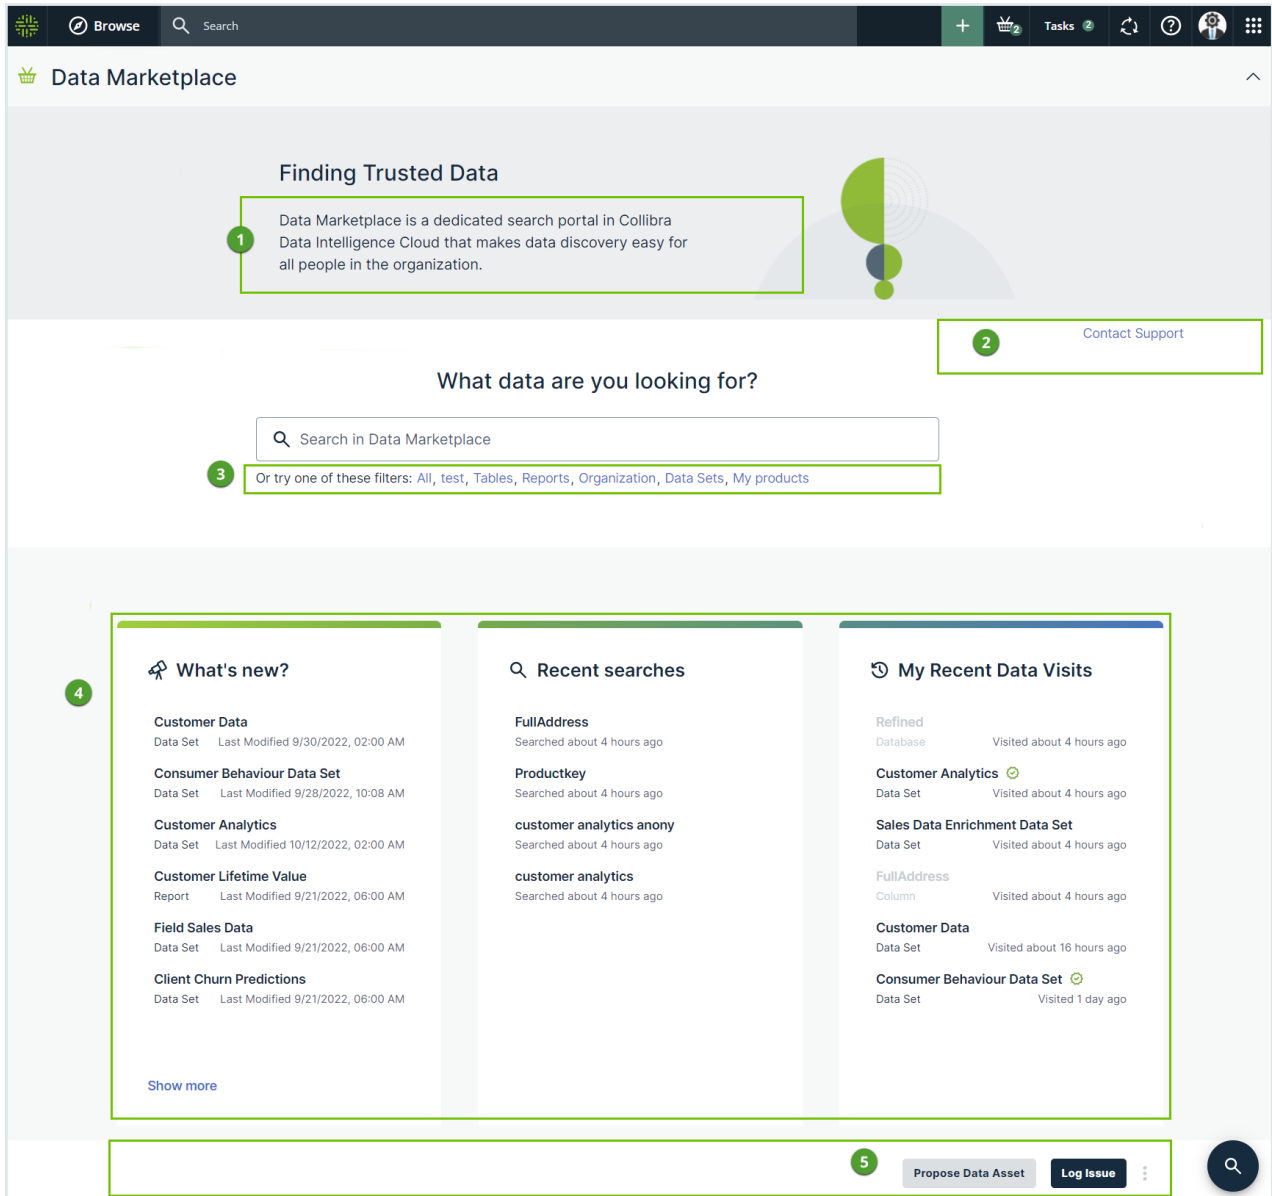 Browse
Search
2
Tasks 2
Data Marketplace
Finding Trusted Data
1
Data Marketplace is a dedicated search portal in Collibra
Data Intelligence Cloud that makes data discovery easy for
all people in the organization.
2
Contact Support
What data are you looking for?
Search in Data Marketplace
3
Or try one of these filters: All, test, Tables, Reports, Organization, Data Sets, My products
4
What's new?
Customer Data
Data Set Last Modified 9/30/2022, 02:00 AM
Consumer Behaviour Data Set
Data Set Last Modified 9/28/2022, 10:08 AM
Customer Analytics
Data Set Last Modified 10/12/2022, 02:00 AM
Customer Lifetime Value
Report Last Modified 9/21/2022, 06:00 AM
Field Sales Data
Data Set Last Modified 9/21/2022, 06:00 AM
Client Churn Predictions
Data Set Last Modified 9/21/2022, 06:00 AM
Show more
Recent searches
FullAddress
Searched about 4 hours ago
Productkey
Searched about 4 hours ago
customer analytics anony
Searched about 4 hours ago
customer analytics
Searched about 4 hours ago
My Recent Data Visits
Refined
Database Visited about 4 hours ago
Customer Analytics
Data Set Visited about 4 hours ago
Sales Data Enrichment Data Set
Data Set Visited about 4 hours ago
FullAddress
Column Visited about 4 hours ago
Customer Data
Data Set Visited about 16 hours ago
Consumer Behaviour Data Set
Data Set Visited 1 day ago
5
Propose Data Asset
Log Issue